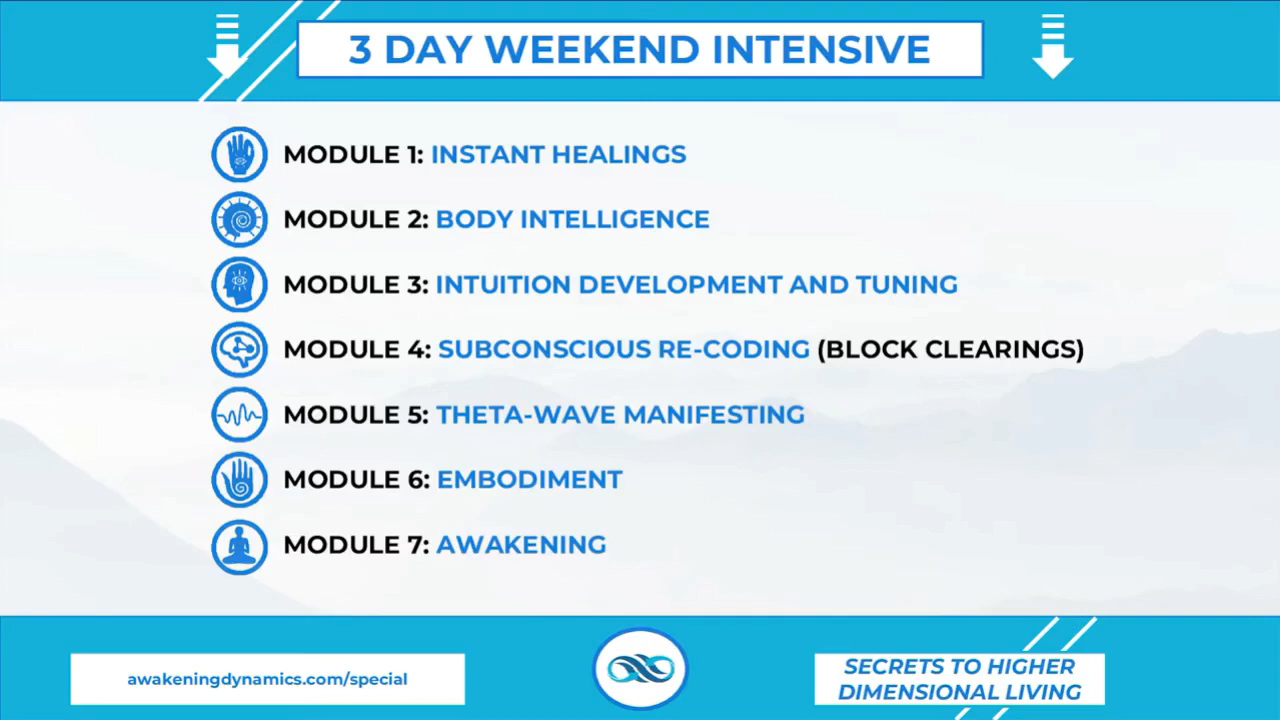 3 DAY WEEKEND INTENSIVE
MODULE 1: INSTANT HEALINGS
MODULE 2: BODY INTELLIGENCE
MODULE 3: INTUITION DEVELOPMENT AND TUNING
MODULE 4: SUBCONSCIOUS RE-CODING (BLOCK CLEARINGS)
MODULE 5: THETA-WAVE MANIFESTING
MODULE 6: EMBODIMENT
MODULE 7: AWAKENING
awakeningdynamics.com/special
SECRETS TO HIGHER
DIMENSIONAL LIVING